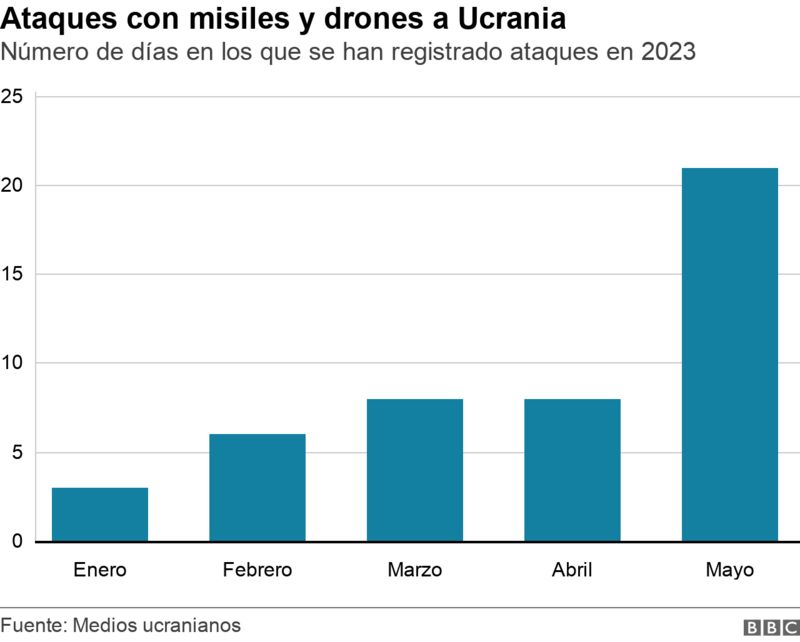 Ataques con misiles y drones a Ucrania
Número de días en los que se han registrado ataques en 2023
25
20
15
10
5
0
Enero Febrero Marzo Abril Mayo
Fuente: Medios ucranianos
BBC